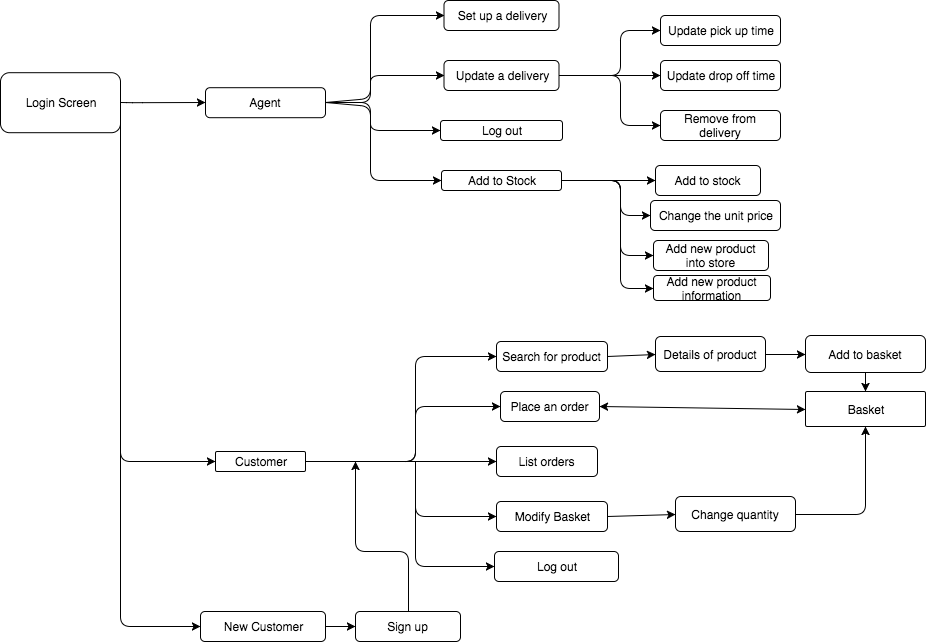 Set up a delivery
Update pick up time
Login Screen
Agent
Update a delivery
Update drop off time
Log out
Remove from
delivery
Add to Stock
Add to stock
Change the unit price
Add new product
into store
Add new product
information
Search for product
Details of product
Add to basket
Place an order
Basket
Customer
List orders
Modify Basket
Change quantity
Log out
New Customer
Sign up